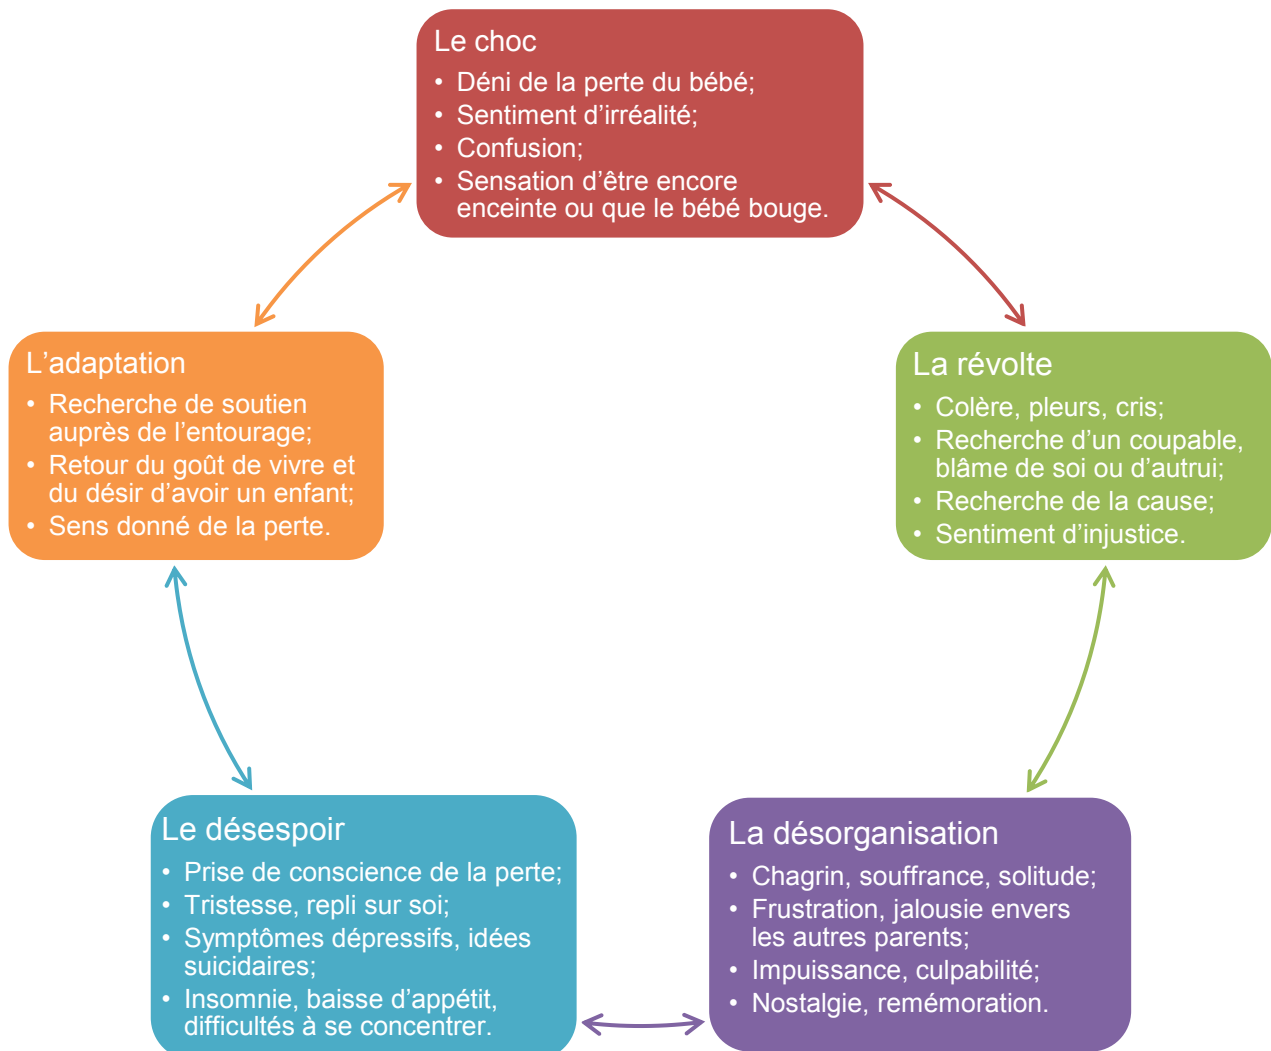 Le choc
• Déni de la perte du bébé;
• Sentiment d'irréalité;
• Confusion;
• Sensation d'être encore
enceinte ou que le bébé bouge.
La révolte
• Colère, pleurs, cris;
• Recherche d'un coupable,
blâme de soi ou d'autrui;
• Recherche de la cause;
• Sentiment d'injustice.
La désorganisation
• Chagrin, souffrance, solitude;
• Frustration, jalousie envers
les autres parents;
• Impuissance, culpabilité;
• Nostalgie, remémoration.
Le désespoir
• Prise de conscience de la perte;
• Tristesse, repli sur soi;
• Symptômes dépressifs, idées
suicidaires;
• Insomnie, baisse d'appétit,
difficultés à se concentrer.
L'adaptation
• Recherche de soutien
auprès de l'entourage;
• Retour du goût de vivre et
du désir d'avoir un enfant;
• Sens donné de la perte.